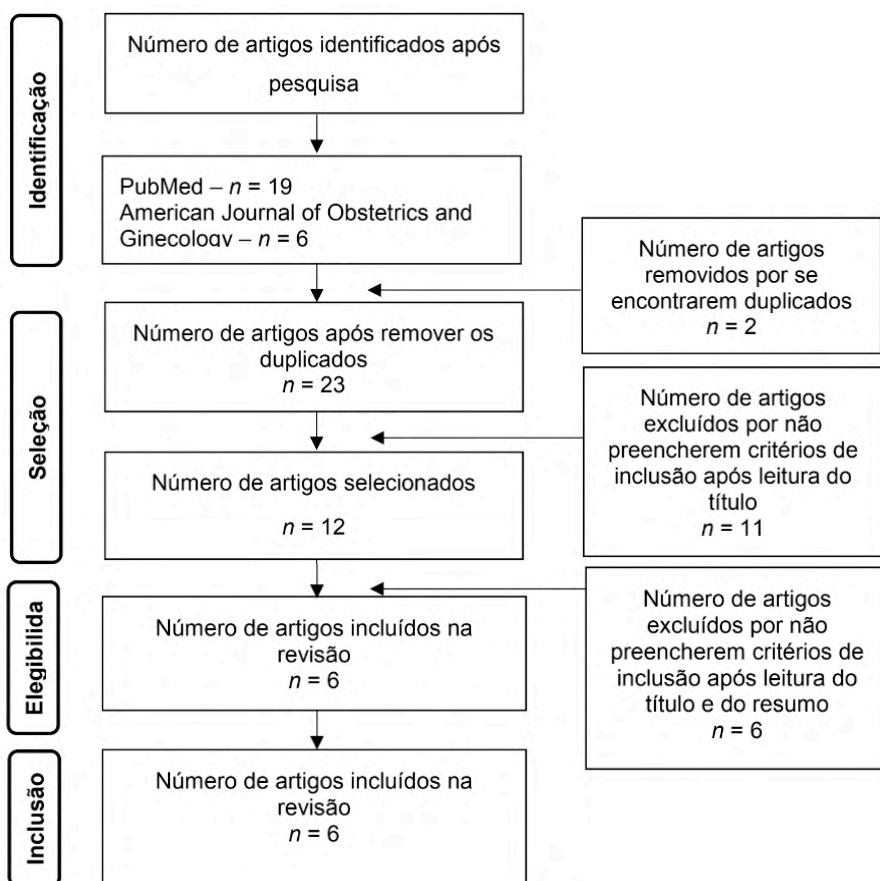 Identificação
Número de artigos identificados após
pesquisa
PubMed – n = 19
American Journal of Obstetrics and
Ginecology – n = 6
Número de artigos
removidos por se
encontrarem duplicados
n = 2
Seleção
Número de artigos após remover os
duplicados
n = 23
Número de artigos
excluídos por não
preencherem critérios de
inclusão após leitura do
título
n = 11
Número de artigos selecionados
n = 12
Elegibilida
Número de artigos incluídos na
revisão
n = 6
Número de artigos
excluídos por não
preencherem critérios de
inclusão após leitura do
título e do resumo
n = 6
Inclusão
Número de artigos incluídos na
revisão
n = 6